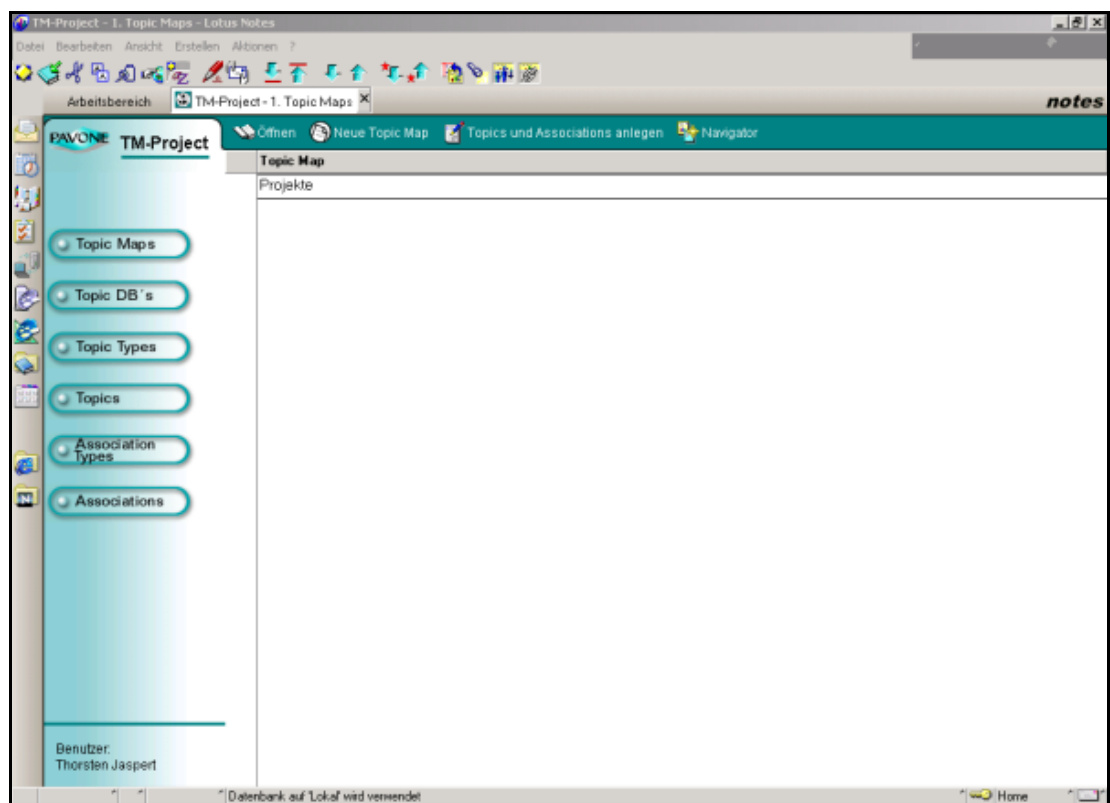 TM-Project - 1. Topic Maps - Lotus Notes
Datei Bearbeiten Ansicht Erstellen Aktionen ?
Arbeitsbereich TM-Project - 1. Topic Maps notes
PAVONE TM-Project
Öffnen Neue Topic Map Topics und Associations anlegen Navigator
Topic Map
Projekte
Topic Maps
Topic DB´s
Topic Types
Topics
Association
Types
Associations
Benutzer:
Thorsten Jaspert
Datenbank auf 'Lokal' wird verwendet Home